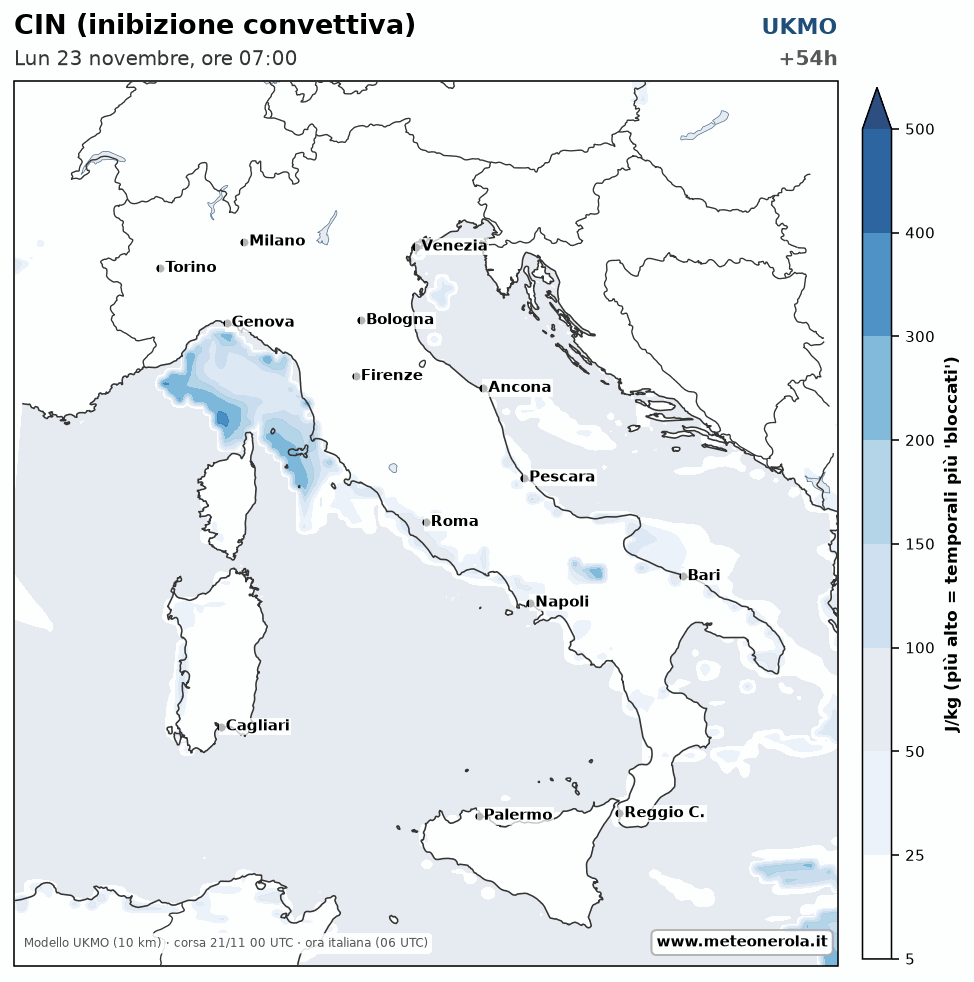 CIN (inibizione convettiva)
UKMO
Lun 23 novembre, ore 07:00
+54h
500
400
300
200
150
100
50
25
5
J/kg (più alto = temporali più 'bloccati')
Milano
Venezia
Torino
Genova
Bologna
Firenze
Ancona
Pescara
Roma
Bari
Napoli
Cagliari
Palermo
Reggio C.
Modello UKMO (10 km) · corsa 21/11 00 UTC · ora italiana (06 UTC)
www.meteonerola.it